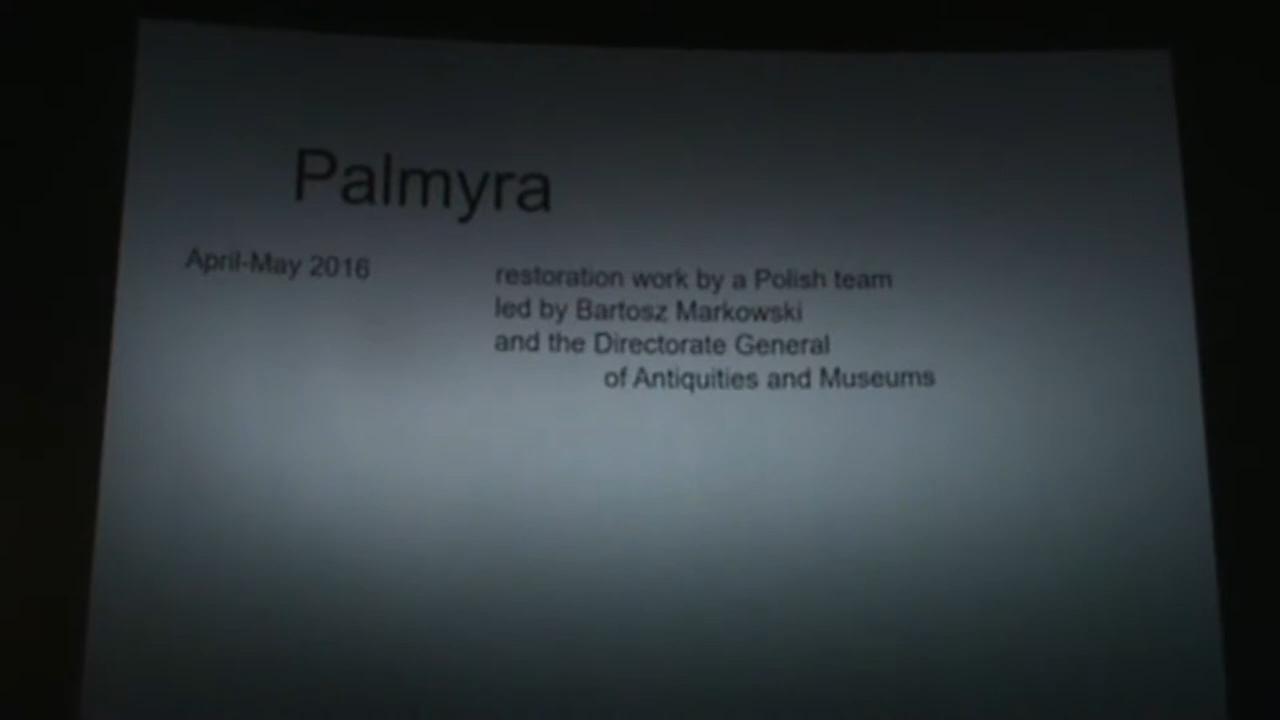 Palmyra
April-May 2016
restoration work by a Polish team
led by Bartosz Markowski
and the Directorate General
of Antiquities and Museums